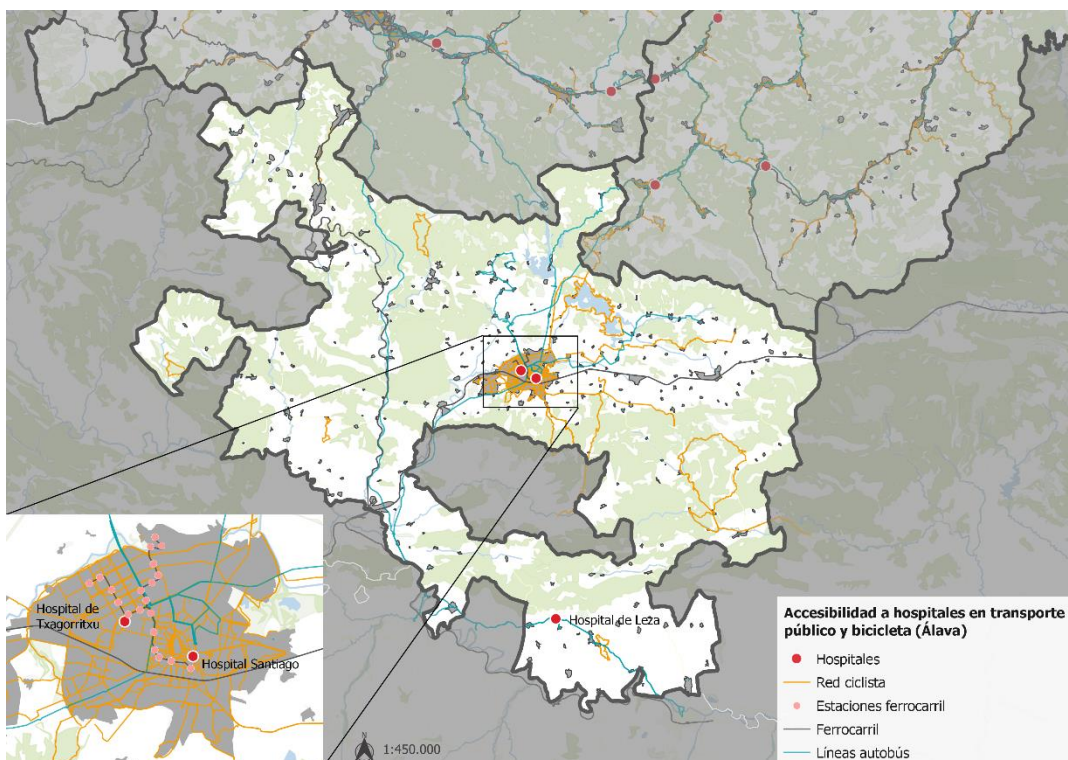 Hospital de Leza
Hospital de
Txagorritxu
Hospital Santiago
N
1:450.000
Accesibilidad a hospitales en transporte
público y bicicleta (Álava)
Hospitales
Red ciclista
Estaciones ferrocarril
Ferrocarril
Líneas autobús